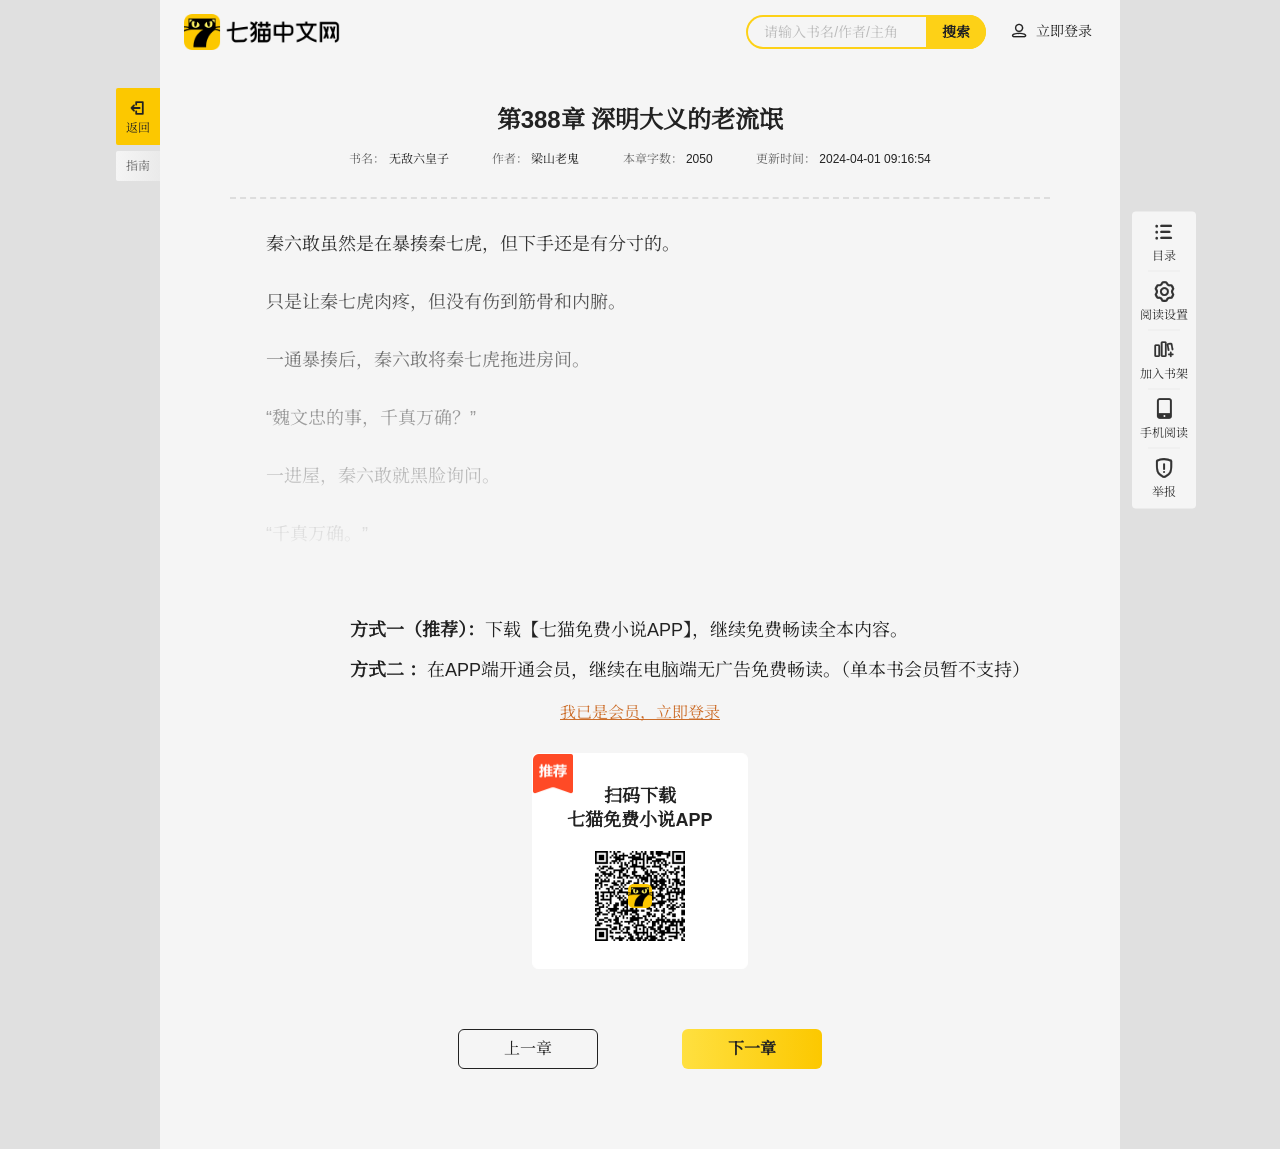 七猫中文网
请输入书名/作者/主角
搜索
立即登录
返回
指南
第388章 深明大义的老流氓
书名： 无敌六皇子 作者： 梁山老鬼 本章字数： 2050 更新时间： 2024-04-01 09:16:54
秦六敢虽然是在暴揍秦七虎，但下手还是有分寸的。
只是让秦七虎肉疼，但没有伤到筋骨和内腑。
一通暴揍后，秦六敢将秦七虎拖进房间。
“魏文忠的事，千真万确？”
一进屋，秦六敢就黑脸询问。
“千真万确。”
目录
阅读设置
加入书架
手机阅读
举报
方式一（推荐）：下载【七猫免费小说APP】，继续免费畅读全本内容。
方式二 ：在APP端开通会员，继续在电脑端无广告免费畅读。（单本书会员暂不支持）
我已是会员，立即登录
推荐
扫码下载
七猫免费小说APP
上一章
下一章